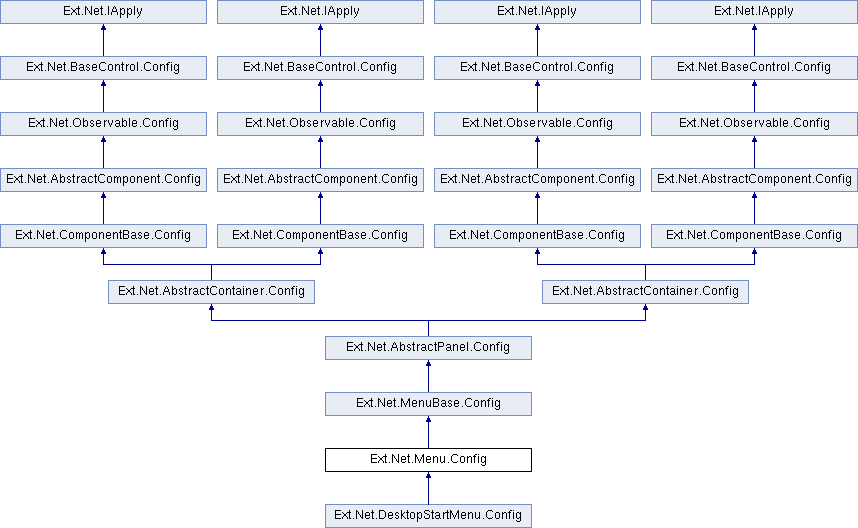 Ext.Net.IApply Ext.Net.IApply Ext.Net.IApply Ext.Net.IApply
Ext.Net.BaseControl.Config Ext.Net.BaseControl.Config Ext.Net.BaseControl.Config Ext.Net.BaseControl.Config
Ext.Net.Observable.Config Ext.Net.Observable.Config Ext.Net.Observable.Config Ext.Net.Observable.Config
Ext.Net.AbstractComponent.Config Ext.Net.AbstractComponent.Config Ext.Net.AbstractComponent.Config Ext.Net.AbstractComponent.Config
Ext.Net.ComponentBase.Config Ext.Net.ComponentBase.Config Ext.Net.ComponentBase.Config Ext.Net.ComponentBase.Config
Ext.Net.AbstractContainer.Config Ext.Net.AbstractContainer.Config
Ext.Net.AbstractPanel.Config
Ext.Net.MenuBase.Config
Ext.Net.Menu.Config
Ext.Net.DesktopStartMenu.Config